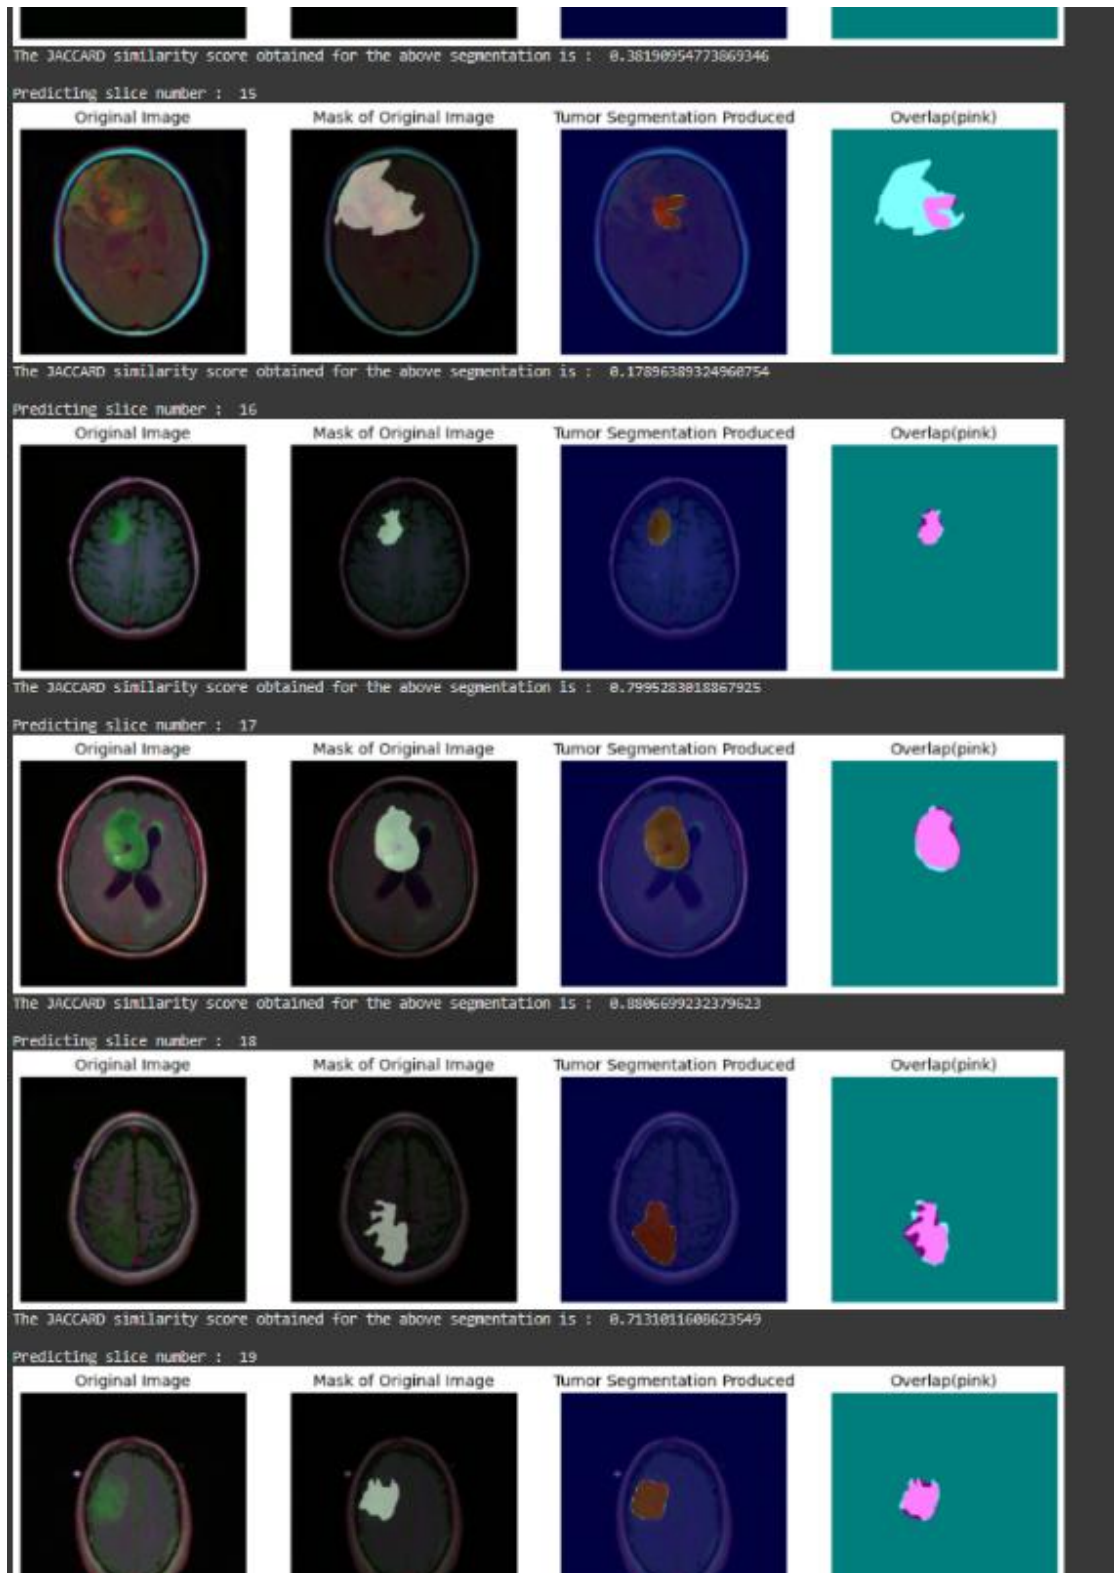 The JACCARD similarity score obtained for the above segmentation is :  0.38190954773869346
Predicting slice number :  15
Original Image Mask of Original Image Tumor Segmentation Produced Overlap(pink)
The JACCARD similarity score obtained for the above segmentation is :  0.17896389324960754
Predicting slice number :  16
Original Image Mask of Original Image Tumor Segmentation Produced Overlap(pink)
The JACCARD similarity score obtained for the above segmentation is :  0.7995283018867925
Predicting slice number :  17
Original Image Mask of Original Image Tumor Segmentation Produced Overlap(pink)
The JACCARD similarity score obtained for the above segmentation is :  0.8806699232379623
Predicting slice number :  18
Original Image Mask of Original Image Tumor Segmentation Produced Overlap(pink)
The JACCARD similarity score obtained for the above segmentation is :  0.7131011608623549
Predicting slice number :  19
Original Image Mask of Original Image Tumor Segmentation Produced Overlap(pink)